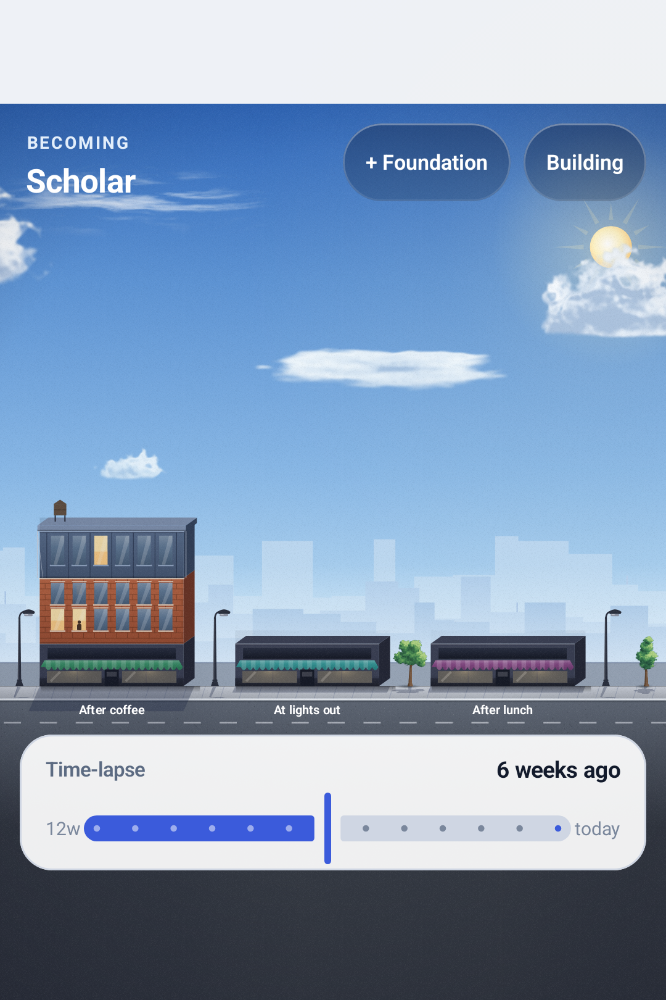 BECOMING
Scholar
+ Foundation
Building
After coffee
At lights out
After lunch
Time-lapse
6 weeks ago
12w
today